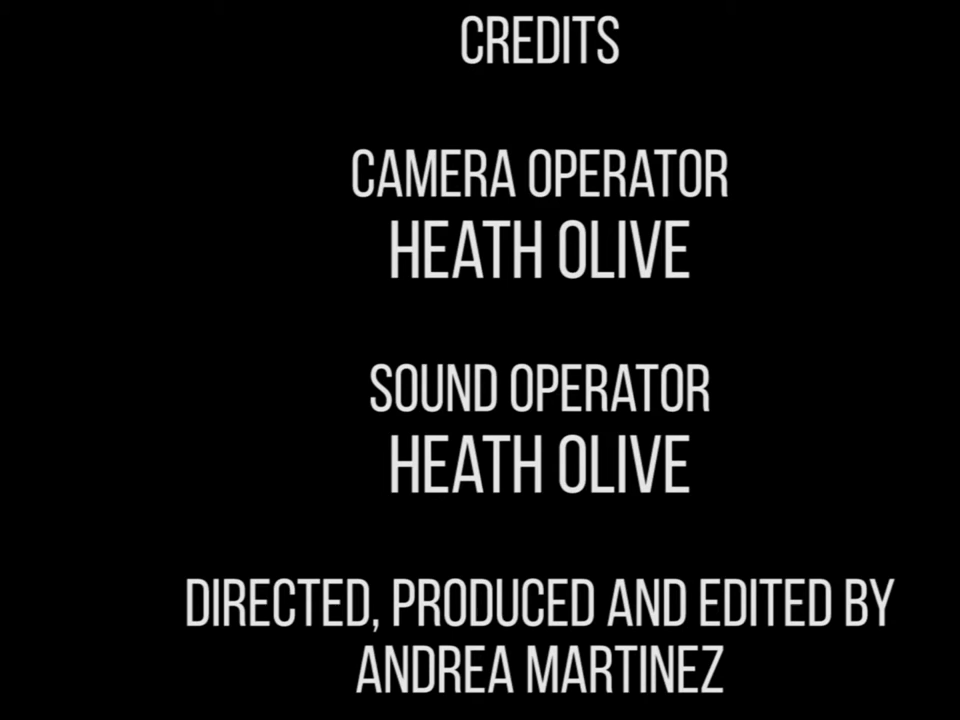 CREDITS
CAMERA OPERATOR
HEATH OLIVE
SOUND OPERATOR
HEATH OLIVE
DIRECTED, PRODUCED AND EDITED BY
ANDREA MARTINEZ